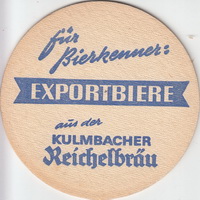 für
Bierkenner:
EXPORTBIERE
aus der
KULMBACHER
Reichelbräu